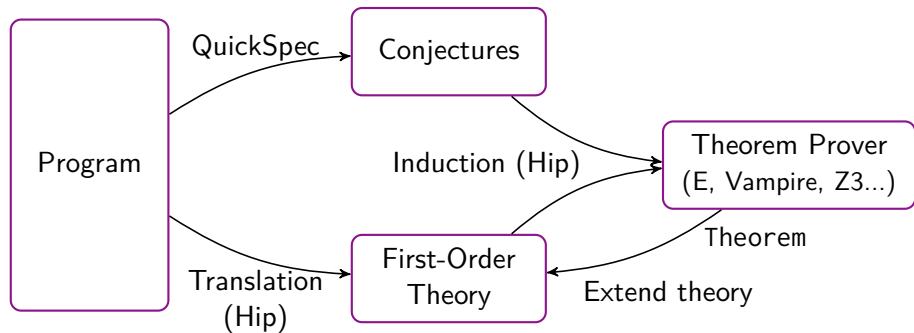 QuickSpec
Conjectures
Program
Induction (Hip)
Theorem Prover
(E, Vampire, Z3...)
Translation
(Hip)
First-Order
Theory
Theorem
Extend theory